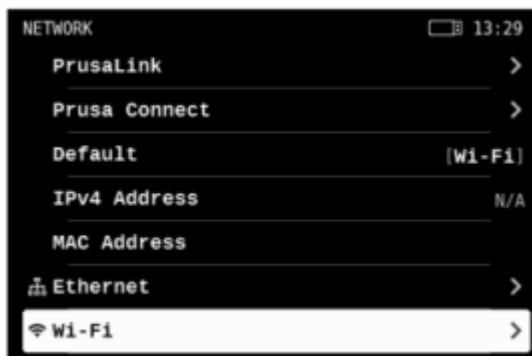 NETWORK 13:29
PrusaLink
Prusa Connect
Default [Wi-Fi]
IPv4 Address N/A
MAC Address
Ethernet
Wi-Fi